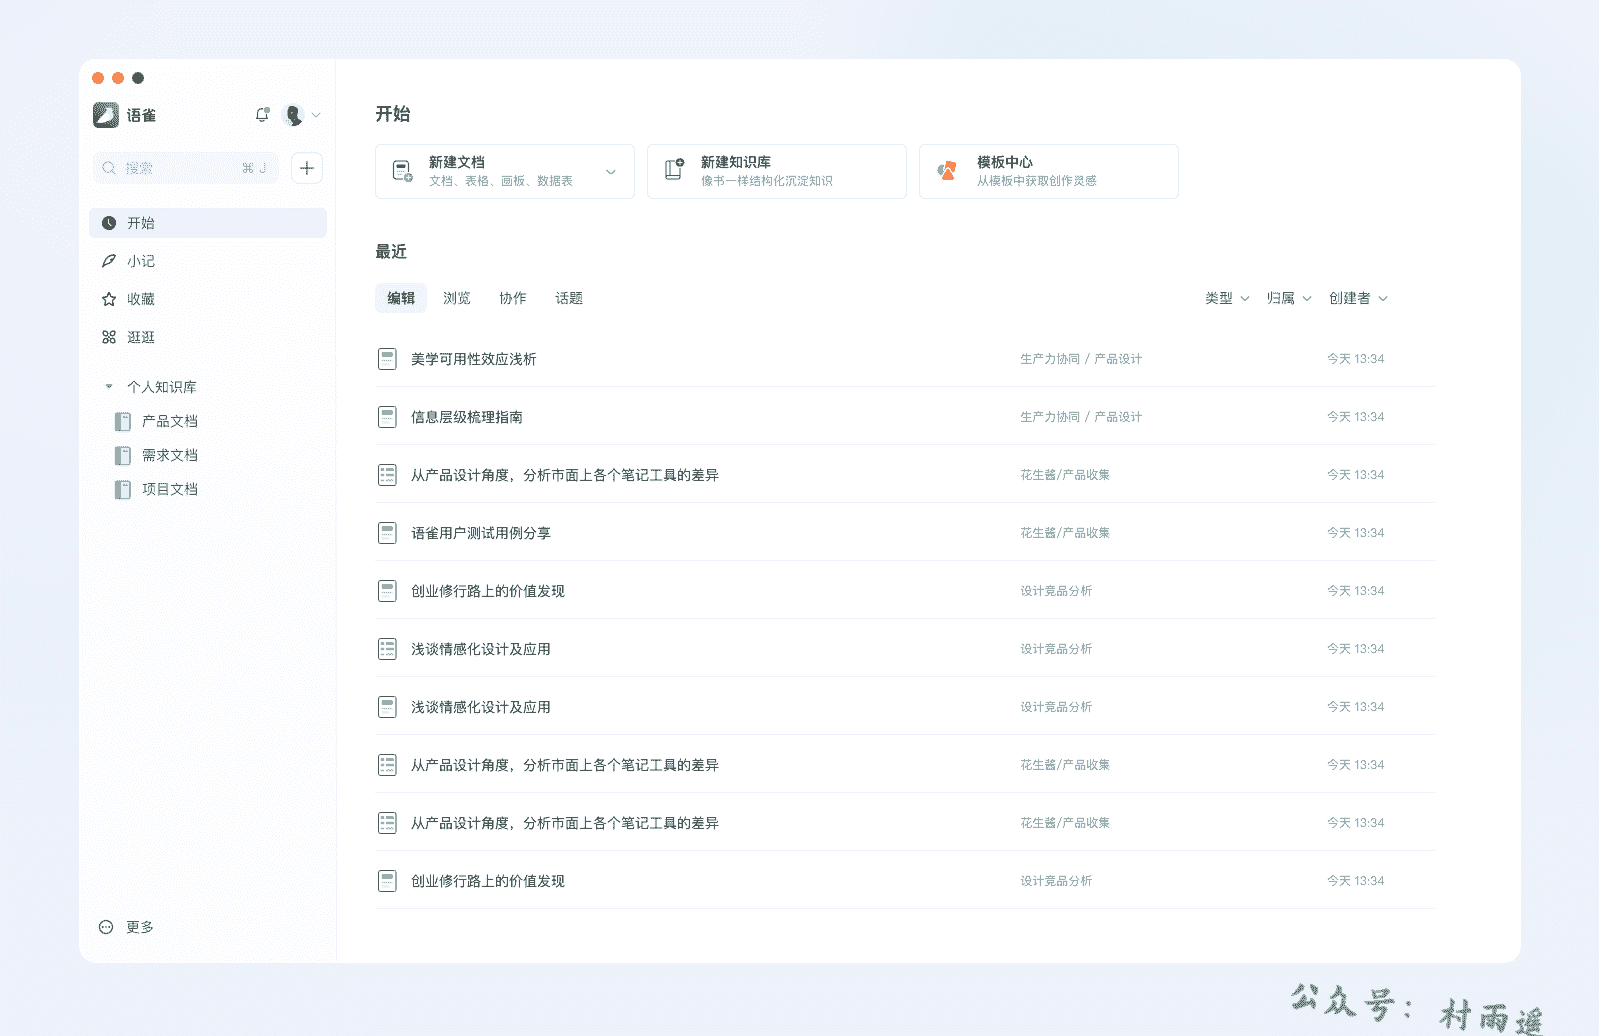 语雀
搜索 ⌘ J
开始
小记
收藏
逛逛
个人知识库
产品文档
需求文档
项目文档
更多
开始
新建文档
文档、表格、画板、数据表
新建知识库
像书一样结构化沉淀知识
模板中心
从模板中获取创作灵感
最近
编辑 浏览 协作 话题 类型 归属 创建者
美学可用性效应浅析 生产力协同 / 产品设计 今天 13:34
信息层级梳理指南 生产力协同 / 产品设计 今天 13:34
从产品设计角度，分析市面上各个笔记工具的差异 花生酱/产品收集 今天 13:34
语雀用户测试用例分享 花生酱/产品收集 今天 13:34
创业修行路上的价值发现 设计竞品分析 今天 13:34
浅谈情感化设计及应用 设计竞品分析 今天 13:34
浅谈情感化设计及应用 设计竞品分析 今天 13:34
从产品设计角度，分析市面上各个笔记工具的差异 花生酱/产品收集 今天 13:34
从产品设计角度，分析市面上各个笔记工具的差异 花生酱/产品收集 今天 13:34
创业修行路上的价值发现 设计竞品分析 今天 13:34
公众号：村雨遥